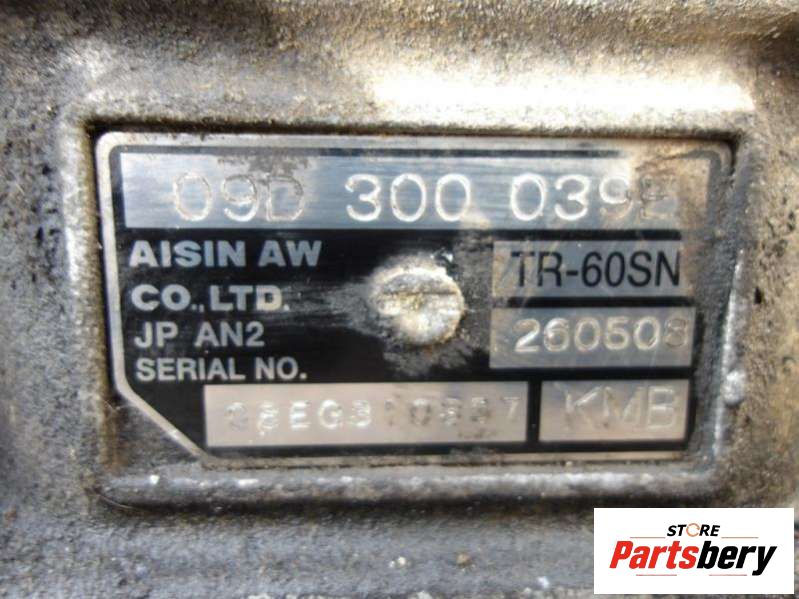 09D 300 039
AISIN AW
TR-60SN
CO.,LTD.
JP AN2
260508
SERIAL NO.
KMB
STORE
Partsbery